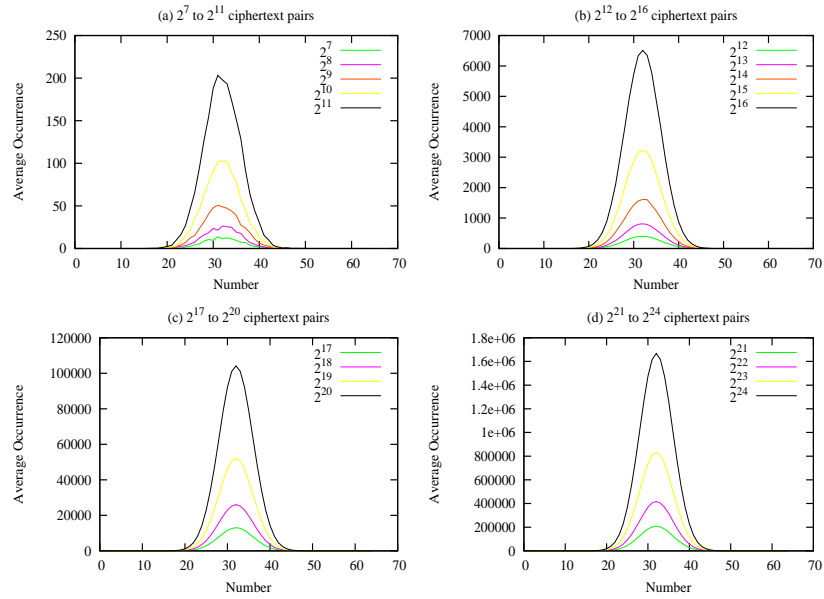 (a) 2^7 to 2^11 ciphertext pairs
250
200
150
100
50
0
0 10 20 30 40 50 60 70
Average Occurrence
Number
2^7
2^8
2^9
2^10
2^11
(b) 2^12 to 2^16 ciphertext pairs
7000
6000
5000
4000
3000
2000
1000
0
0 10 20 30 40 50 60 70
Average Occurrence
Number
2^12
2^13
2^14
2^15
2^16
(c) 2^17 to 2^20 ciphertext pairs
120000
100000
80000
60000
40000
20000
0
0 10 20 30 40 50 60 70
Average Occurrence
Number
2^17
2^18
2^19
2^20
(d) 2^21 to 2^24 ciphertext pairs
1.8e+06
1.6e+06
1.4e+06
1.2e+06
1e+06
800000
600000
400000
200000
0
0 10 20 30 40 50 60 70
Average Occurrence
Number
2^21
2^22
2^23
2^24